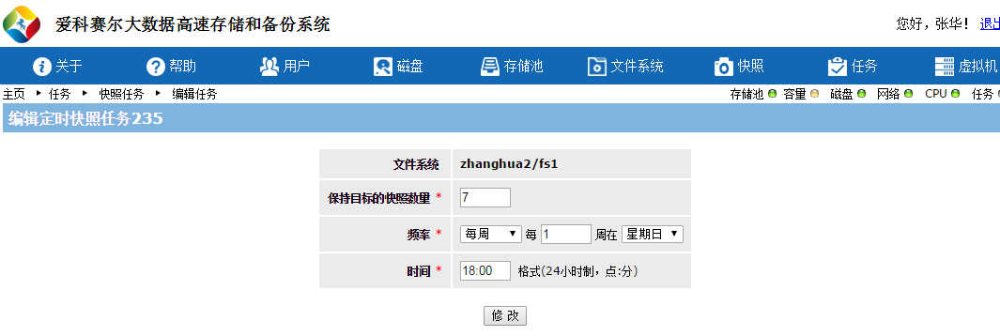 爱科赛尔大数据高速存储和备份系统
您好，张华！ 退出
关于 帮助 用户 磁盘 存储池 文件系统 快照 任务 虚拟机
主页 任务 快照任务 编辑任务 存储池 容量 磁盘 网络 CPU 任务
编辑定时快照任务235
文件系统 zhanghua2/fs1
保持目标的快照数量 * 7
频率 * 每周 每 1 周在 星期日
时间 * 18:00 格式(24小时制，点:分)
修 改